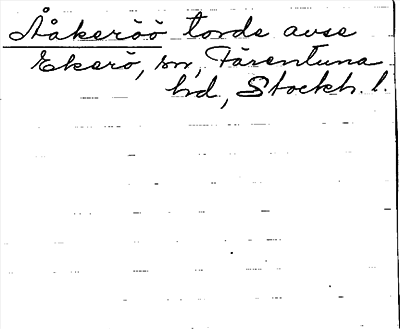 Åkeröö torde avse
Ekerö, sn, Färentuna
hd, Stockh. l.